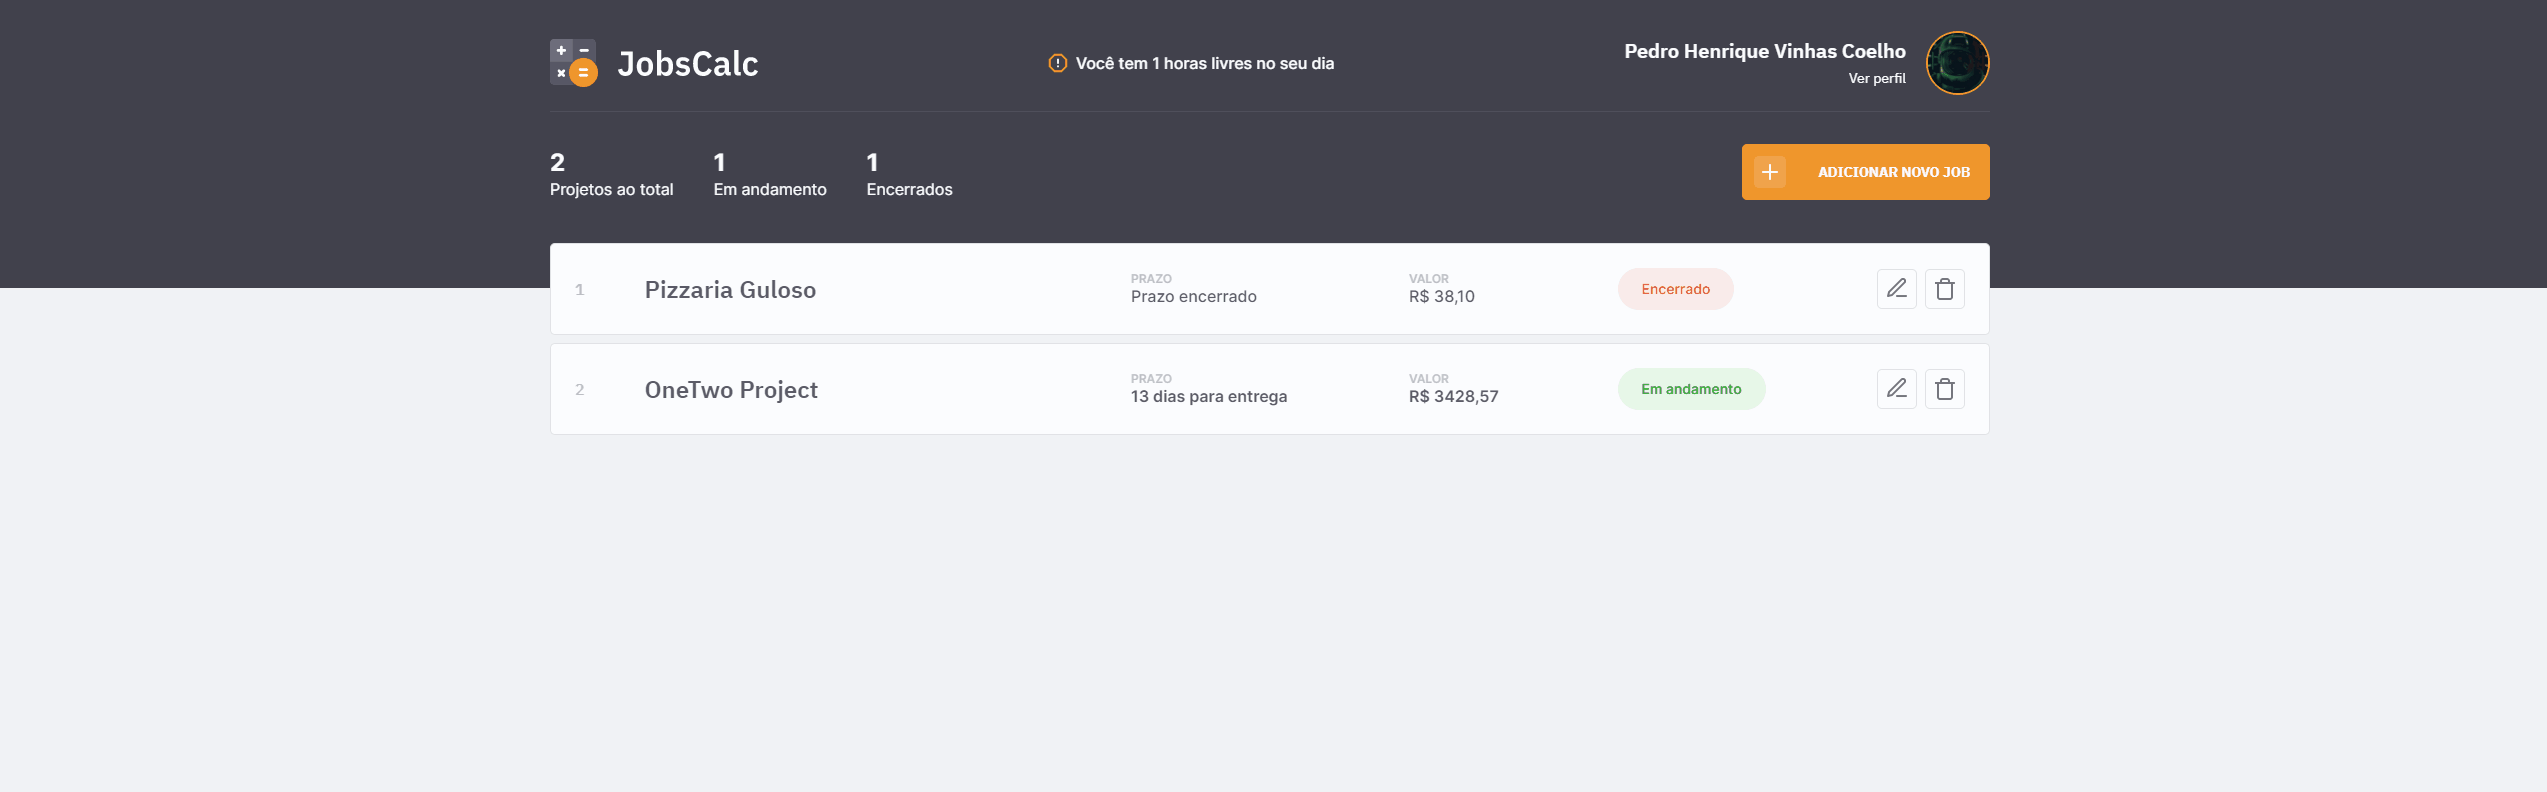 JobsCalc
Você tem 1 horas livres no seu dia
Pedro Henrique Vinhas Coelho
Ver perfil
2
Projetos ao total
1
Em andamento
1
Encerrados
ADICIONAR NOVO JOB
1
Pizzaria Guloso
PRAZO
Prazo encerrado
VALOR
R$ 38,10
Encerrado
2
OneTwo Project
PRAZO
13 dias para entrega
VALOR
R$ 3428,57
Em andamento